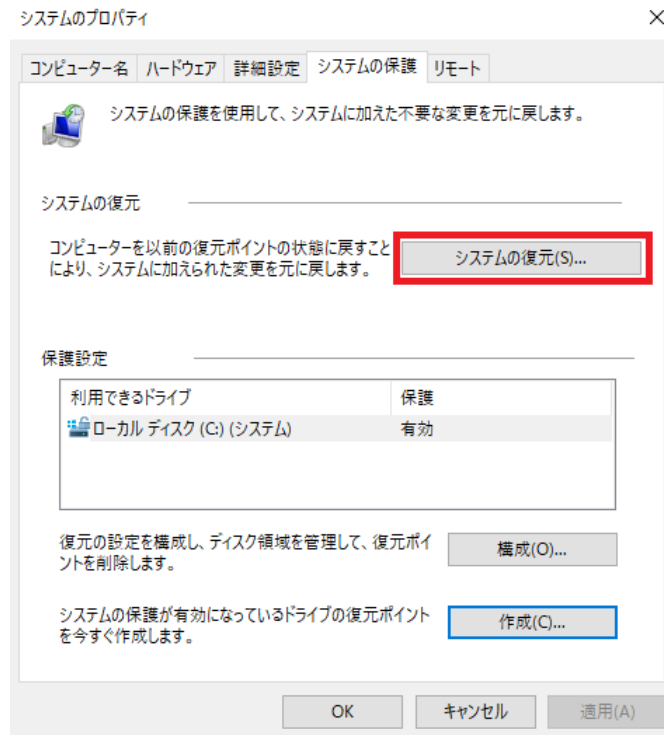 システムのプロパティ
コンピューター名 ハードウェア 詳細設定 システムの保護 リモート
システムの保護を使用して、システムに加えた不要な変更を元に戻します。
システムの復元
コンピューターを以前の復元ポイントの状態に戻すこと
により、システムに加えられた変更を元に戻します。
システムの復元(S)...
保護設定
利用できるドライブ 保護
ローカル ディスク (C:) (システム) 有効
復元の設定を構成し、ディスク領域を管理して、復元ポイ
ントを削除します。
構成(O)...
システムの保護が有効になっているドライブの復元ポイント
を今すぐ作成します。
作成(C)...
OK キャンセル 適用(A)